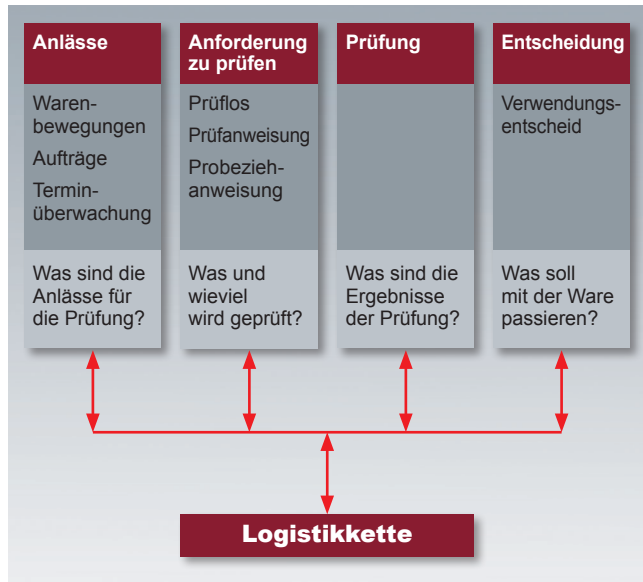 Anlässe
Waren-
bewegungen
Aufträge
Termin-
überwachung
Was sind die
Anlässe für
die Prüfung?
Anforderung
zu prüfen
Prüflos
Prüfanweisung
Probezieh-
anweisung
Was und
wieviel
wird geprüft?
Prüfung
Was sind die
Ergebnisse
der Prüfung?
Entscheidung
Verwendungs-
entscheid
Was soll
mit der Ware
passieren?
Logistikkette